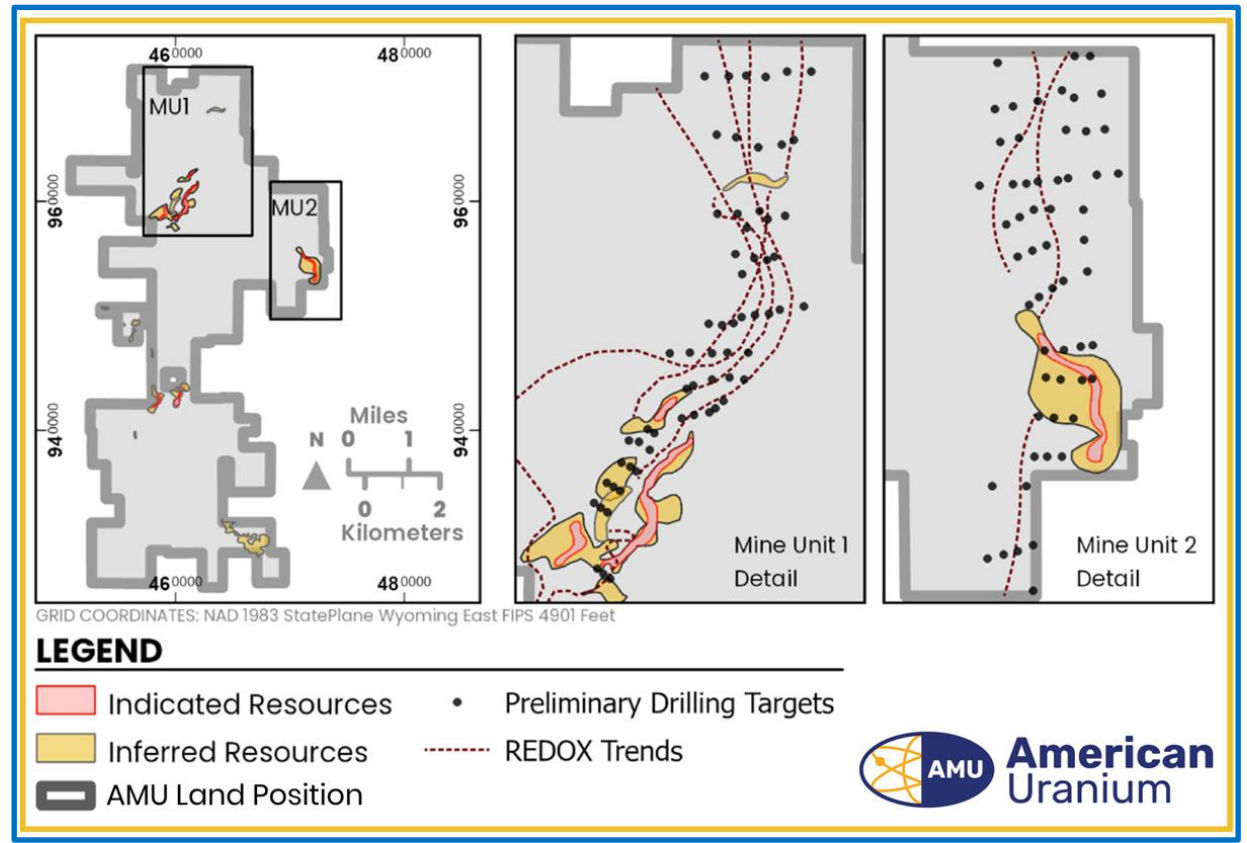 460000
480000
MU1
960000
960000
MU2
940000
940000
Miles
N 0 1
0 2
Kilometers
460000
480000
Mine Unit 1
Detail
Mine Unit 2
Detail
GRID COORDINATES: NAD 1983 StatePlane Wyoming East FIPS 4901 Feet
LEGEND
Indicated Resources
Preliminary Drilling Targets
Inferred Resources
REDOX Trends
AMU Land Position
AMU
American
Uranium